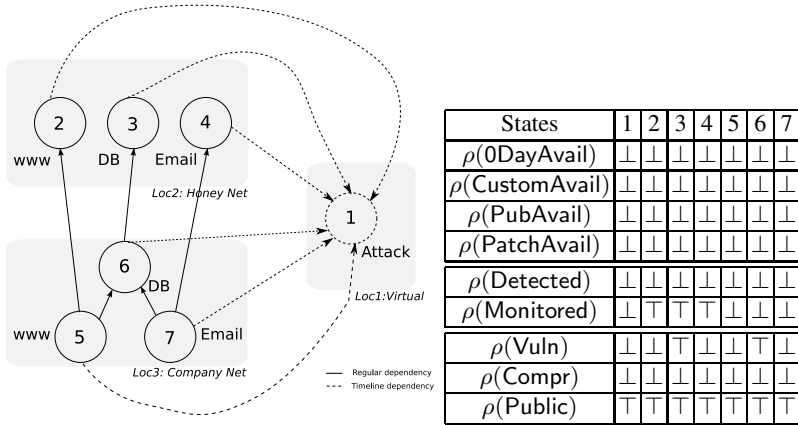 2
3
4
www
DB
Email
Loc2: Honey Net
1
Attack
Loc1:Virtual
6
DB
www
5
7
Email
Loc3: Company Net
Regular dependency
Timeline dependency
States 1 2 3 4 5 6 7
ρ(0DayAvail) ⊥ ⊥ ⊥ ⊥ ⊥ ⊥ ⊥
ρ(CustomAvail) ⊥ ⊥ ⊥ ⊥ ⊥ ⊥ ⊥
ρ(PubAvail) ⊥ ⊥ ⊥ ⊥ ⊥ ⊥ ⊥
ρ(PatchAvail) ⊥ ⊥ ⊥ ⊥ ⊥ ⊥ ⊥
ρ(Detected) ⊥ ⊥ ⊥ ⊥ ⊥ ⊥ ⊥
ρ(Monitored) ⊥ ⊤ ⊤ ⊤ ⊥ ⊥ ⊥
ρ(Vuln) ⊥ ⊥ ⊤ ⊥ ⊥ ⊤ ⊥
ρ(Compr) ⊥ ⊥ ⊥ ⊥ ⊥ ⊥ ⊥
ρ(Public) ⊤ ⊤ ⊤ ⊤ ⊤ ⊤ ⊤